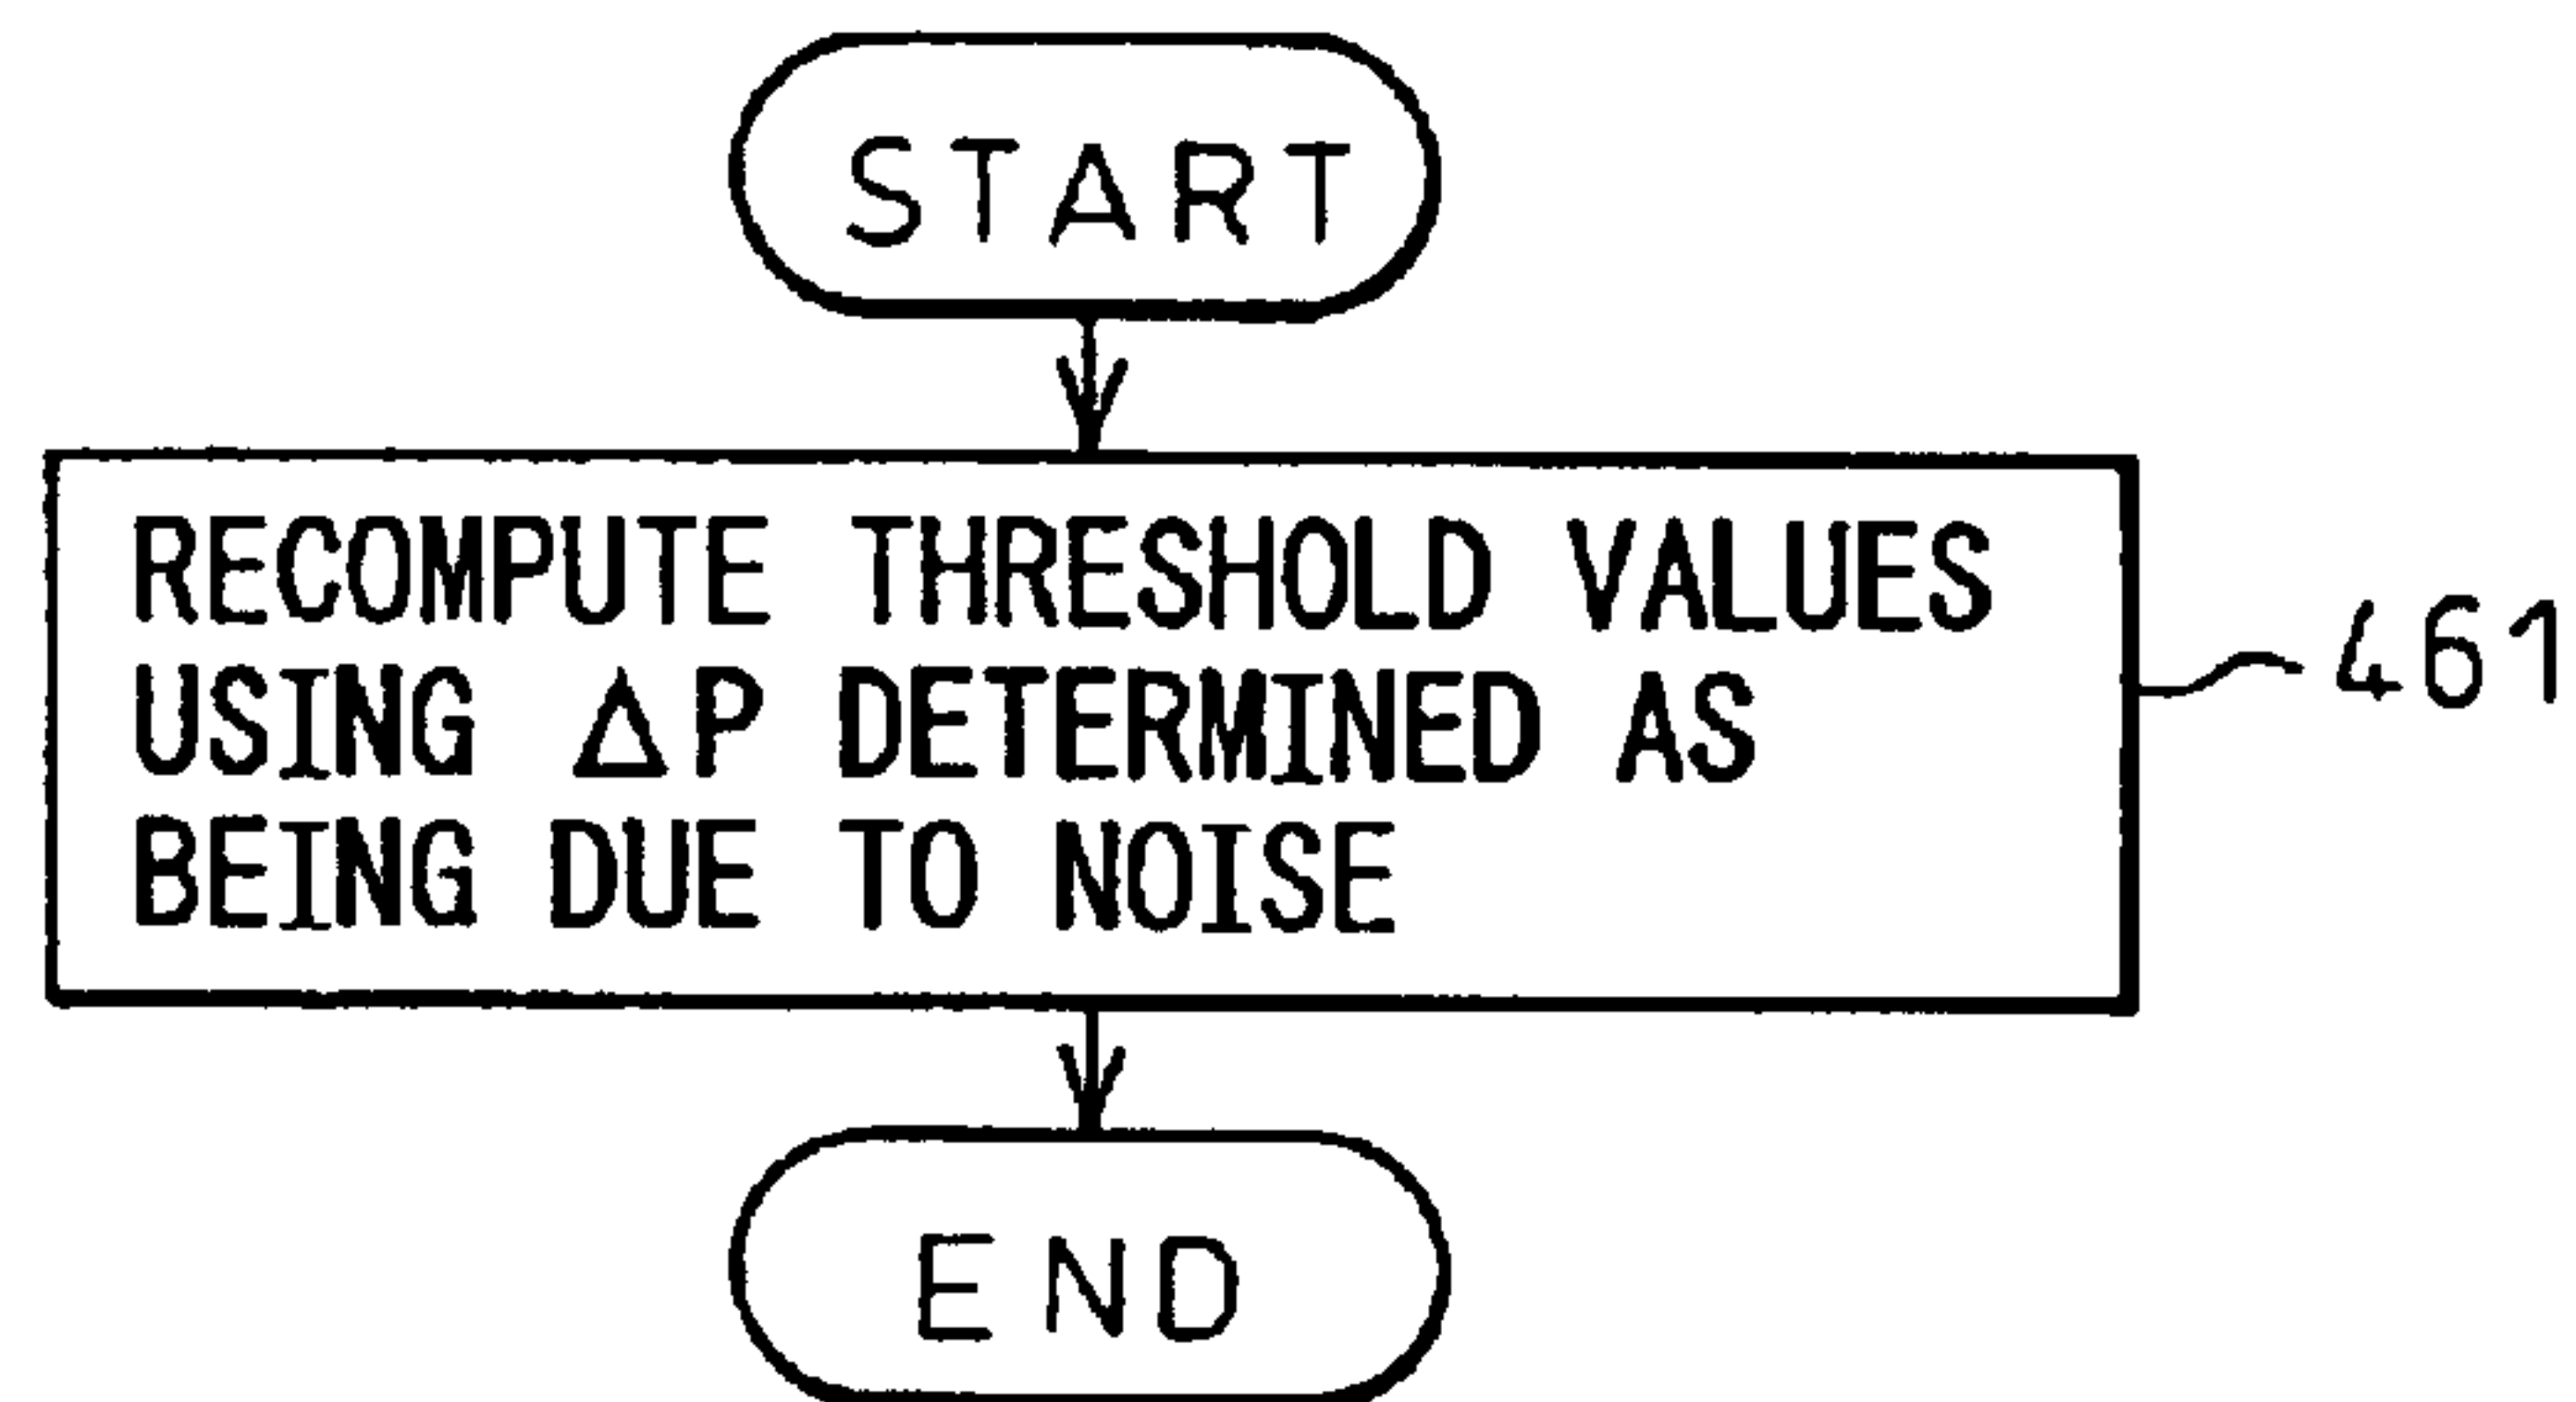 START
RECOMPUTE THRESHOLD VALUES
USING ΔP DETERMINED AS
BEING DUE TO NOISE
461
END